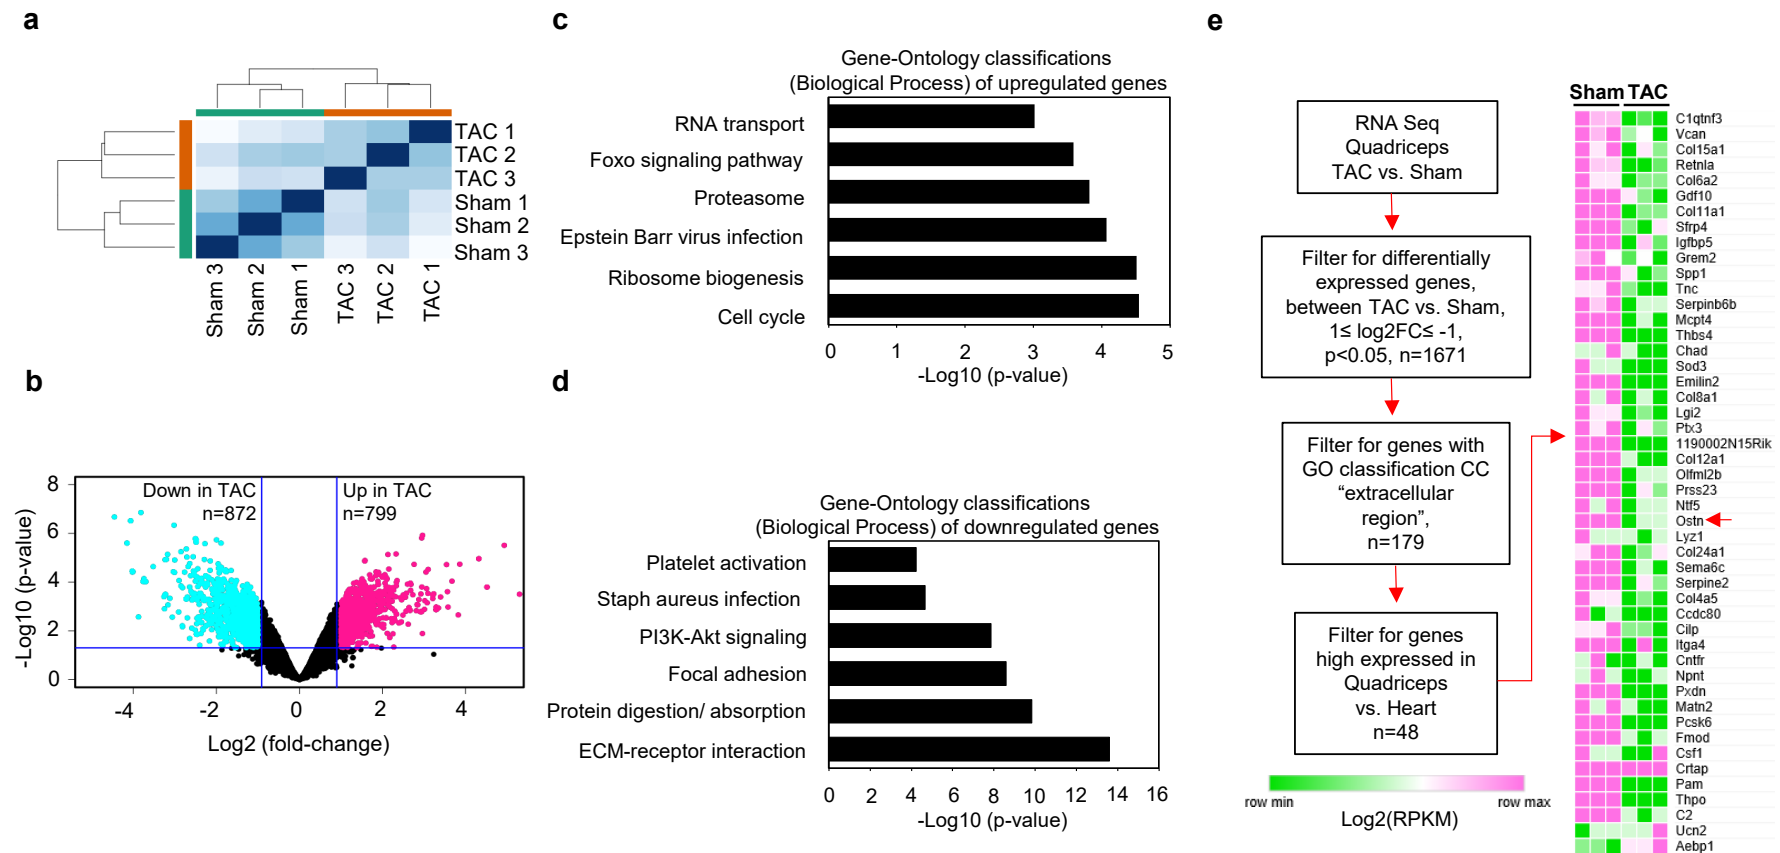 a
TAC 1
TAC 2
TAC 3
Sham 1
Sham 2
Sham 3
Sham 3
Sham 2
Sham 1
TAC 3
TAC 2
TAC 1
b
Down in TAC
n=872
Up in TAC
n=799
8
6
4
2
0
-4
-2
0
2
4
-Log10 (p-value)
Log2 (fold-change)
c
Gene-Ontology classifications
(Biological Process) of upregulated genes
RNA transport
Foxo signaling pathway
Proteasome
Epstein Barr virus infection
Ribosome biogenesis
Cell cycle
0
1
2
3
4
5
-Log10 (p-value)
d
Gene-Ontology classifications
(Biological Process) of downregulated genes
Platelet activation
Staph aureus infection
PI3K-Akt signaling
Focal adhesion
Protein digestion/ absorption
ECM-receptor interaction
0
2
4
6
8
10
12
14
16
-Log10 (p-value)
e
RNA Seq
Quadriceps
TAC vs. Sham
Filter for differentially
expressed genes,
between TAC vs. Sham,
1≤ log2FC≤ -1,
p<0.05, n=1671
Filter for genes with
GO classification CC
“extracellular
region”,
n=179
Filter for genes
high expressed in
Quadriceps
vs. Heart
n=48
row min
row max
Log2(RPKM)
Sham TAC
C1qtnf3
Vcan
Col15a1
Retnla
Col6a2
Gdf10
Col11a1
Sfrp4
Igfbp5
Grem2
Spp1
Tnc
Serpinb6b
Mcpt4
Thbs4
Chad
Sod3
Emilin2
Col8a1
Lgi2
Ptx3
1190002N15Rik
Col12a1
Olfml2b
Prss23
Ntf5
Ostn
Lyz1
Col24a1
Sema6c
Serpine2
Col4a5
Ccdc80
Cilp
Itga4
Cntfr
Npnt
Pxdn
Matn2
Pcsk6
Fmod
Csf1
Crtap
Pam
Thpo
C2
Ucn2
Aebp1